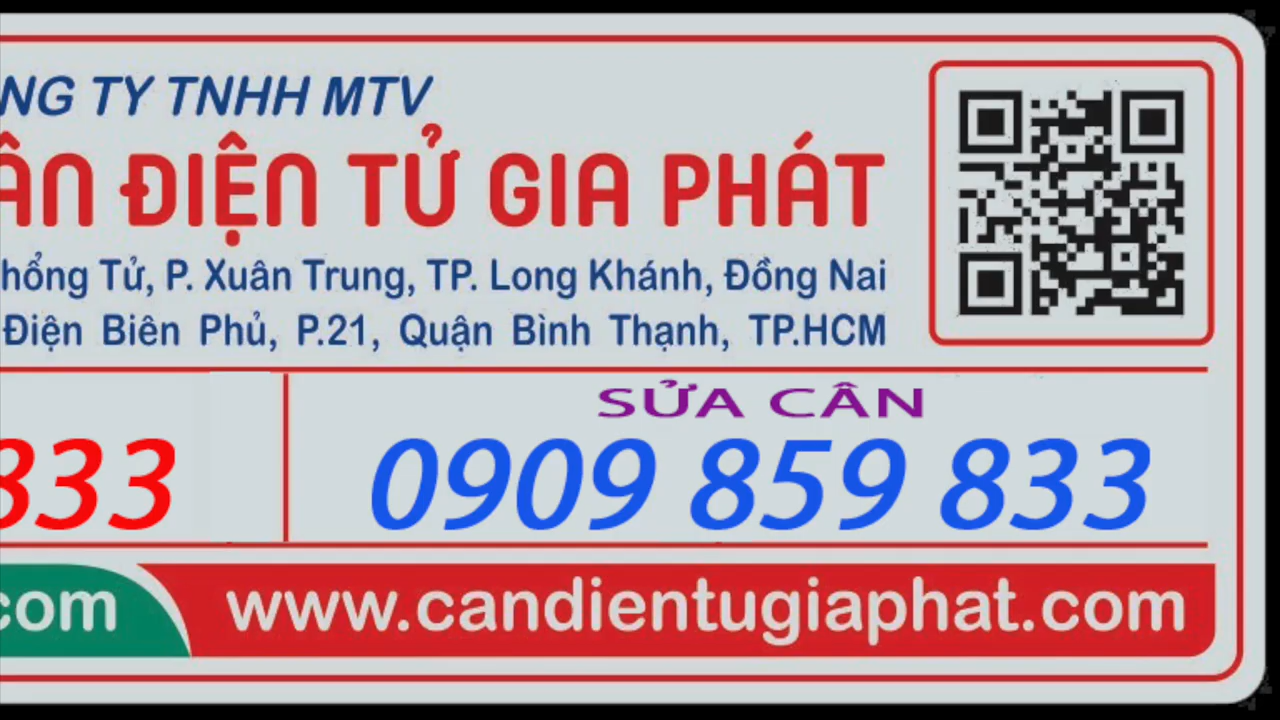 NG TY TNHH MTV
ÂN ĐIỆN TỬ GIA PHÁT
hổng Tử, P. Xuân Trung, TP. Long Khánh, Đồng Nai
Điện Biên Phủ, P.21, Quận Bình Thạnh, TP.HCM
SỬA CÂN
833 0909 859 833
.com www.candientugiaphat.com